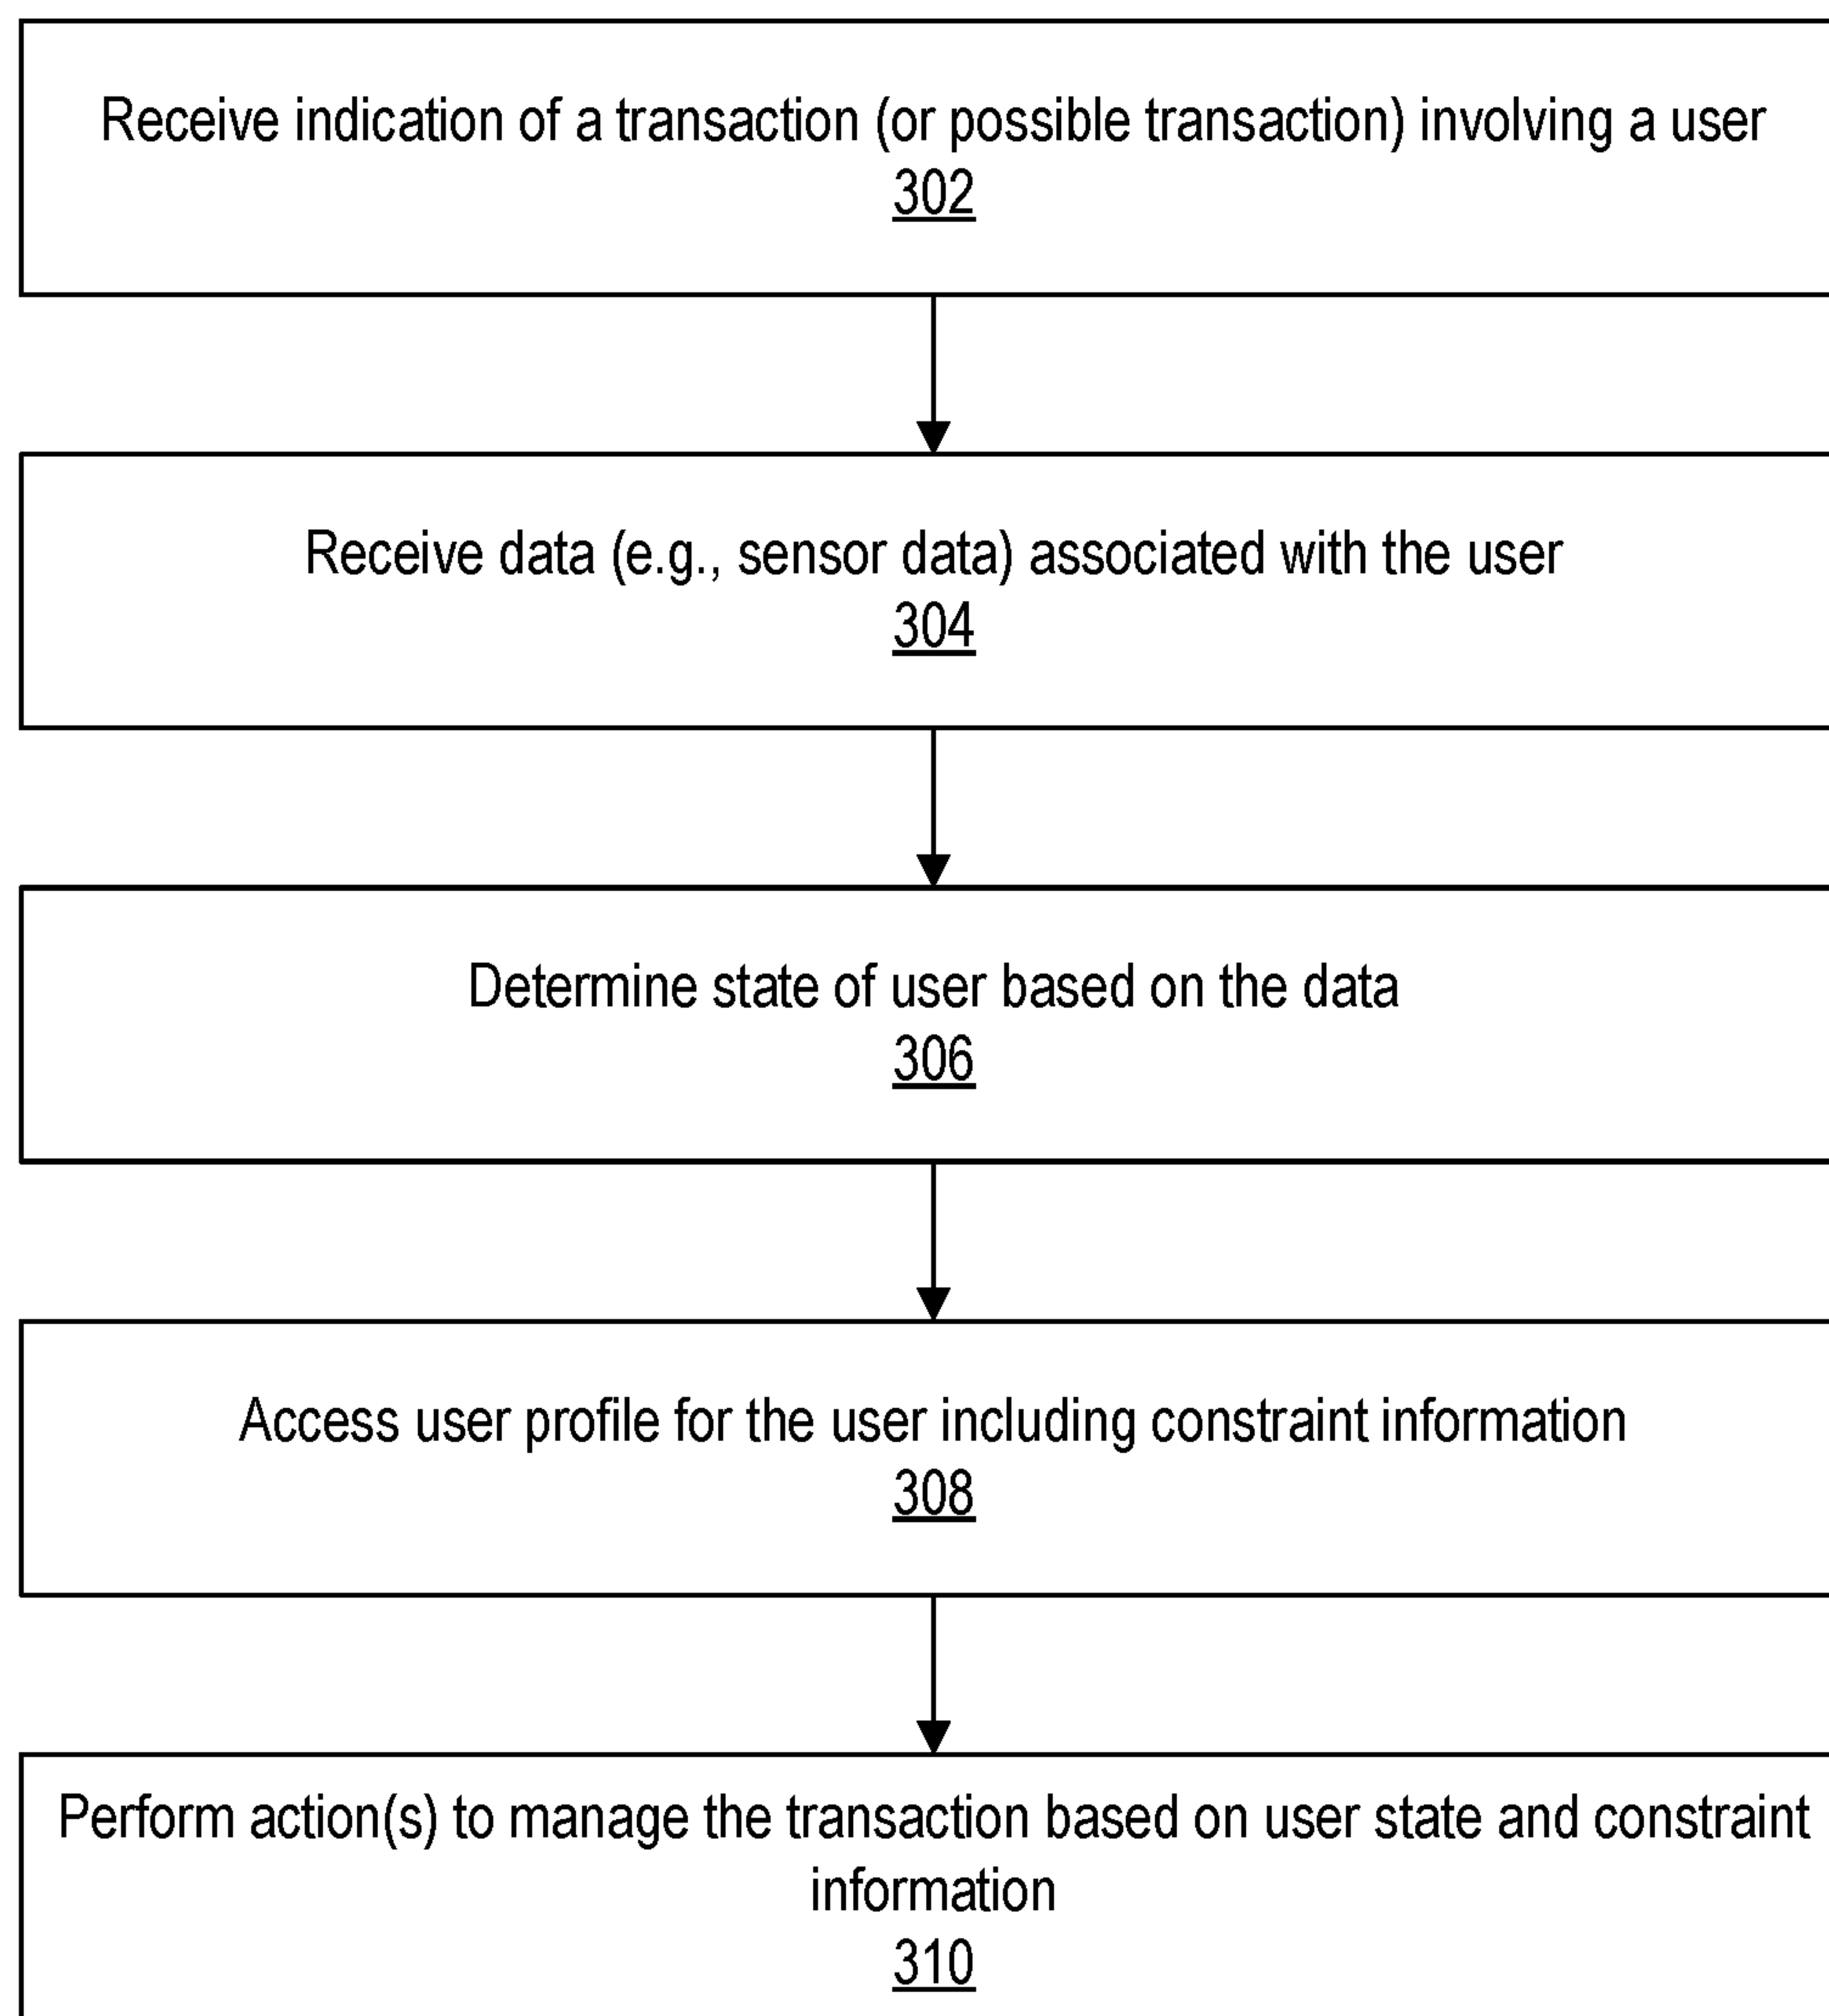 Receive indication of a transaction (or possible transaction) involving a user
302
Receive data (e.g., sensor data) associated with the user
304
Determine state of user based on the data
306
Access user profile for the user including constraint information
308
Perform action(s) to manage the transaction based on user state and constraint
information
310